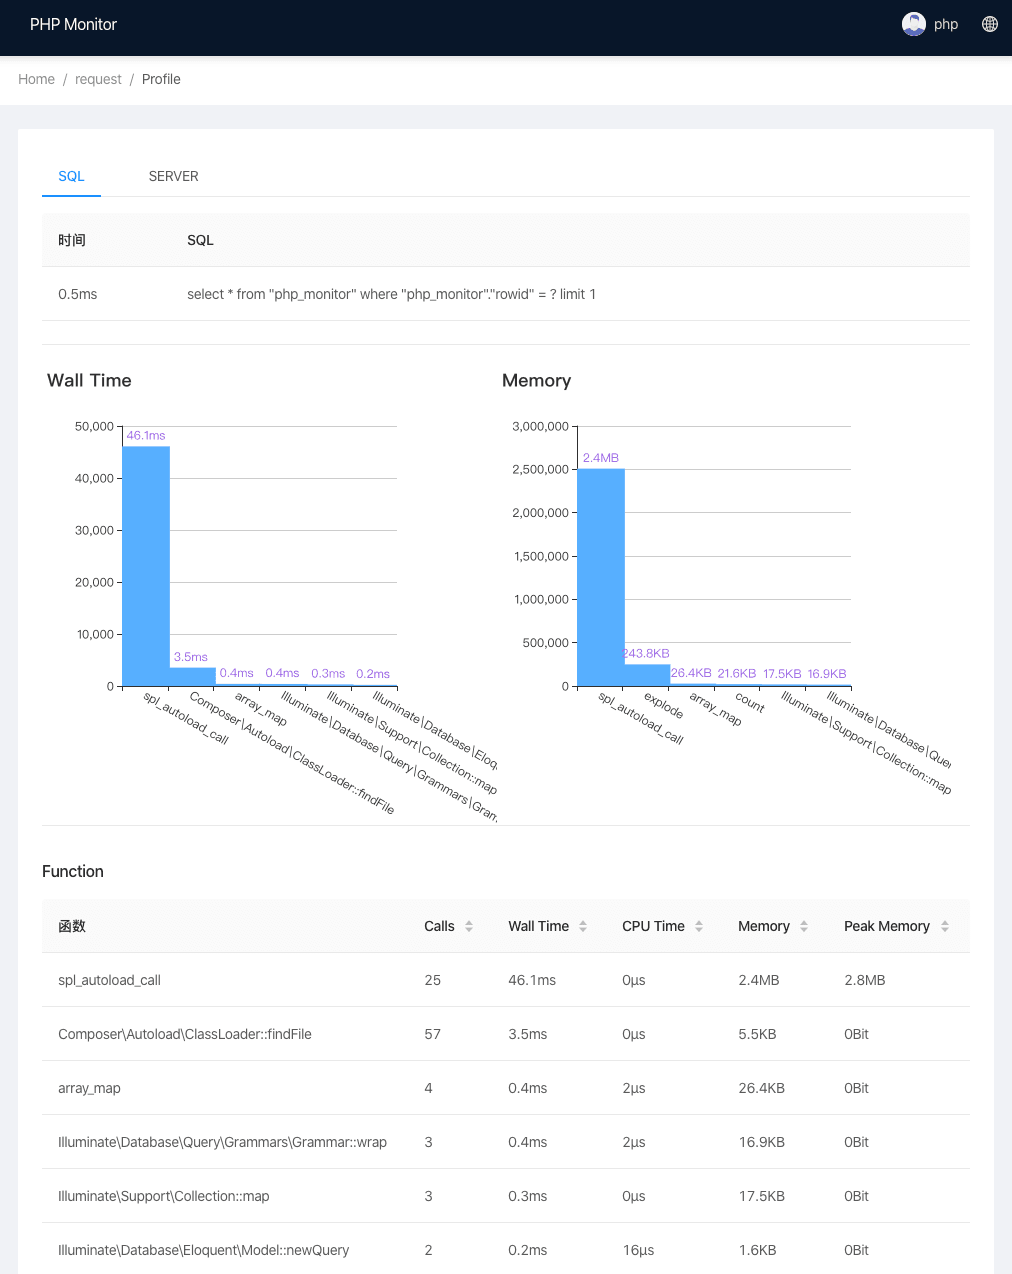 PHP Monitor
php
Home / request / Profile
SQL
SERVER
时间 SQL
0.5ms select * from "php_monitor" where "php_monitor"."rowid" = ? limit 1
Wall Time
50,000
40,000
30,000
20,000
10,000
0
46.1ms
3.5ms
0.4ms
0.4ms
0.3ms
0.2ms
spl_autoload_call
Composer\Autoload\ClassLoader::findFile
array_map
Illuminate\Database\Query\Grammars\Gram
Illuminate\Support\Collection::map
Illuminate\Database\Eloq
Memory
3,000,000
2,500,000
2,000,000
1,500,000
1,000,000
500,000
0
2.4MB
243.8KB
26.4KB
21.6KB
17.5KB
16.9KB
spl_autoload_call
explode
array_map
count
Illuminate\Support\Collection::map
Illuminate\Database\Quer
Function
函数 Calls Wall Time CPU Time Memory Peak Memory
spl_autoload_call 25 46.1ms 0μs 2.4MB 2.8MB
Composer\Autoload\ClassLoader::findFile 57 3.5ms 0μs 5.5KB 0Bit
array_map 4 0.4ms 2μs 26.4KB 0Bit
Illuminate\Database\Query\Grammars\Grammar::wrap 3 0.4ms 2μs 16.9KB 0Bit
Illuminate\Support\Collection::map 3 0.3ms 0μs 17.5KB 0Bit
Illuminate\Database\Eloquent\Model::newQuery 2 0.2ms 16μs 1.6KB 0Bit